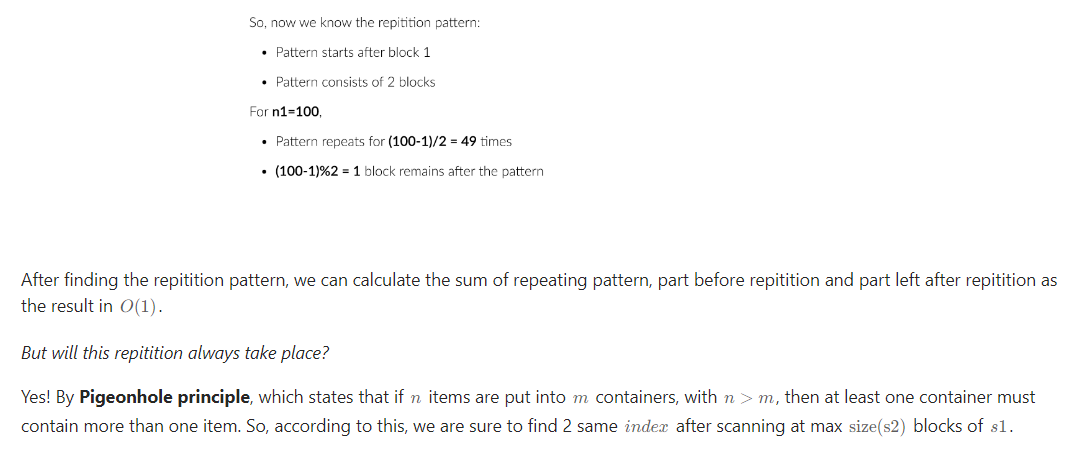 So, now we know the repitition pattern:
• Pattern starts after block 1
• Pattern consists of 2 blocks
For n1=100,
• Pattern repeats for (100-1)/2 = 49 times
• (100-1)%2 = 1 block remains after the pattern
After finding the repitition pattern, we can calculate the sum of repeating pattern, part before repitition and part left after repitition as
the result in O(1).
But will this repitition always take place?
Yes! By Pigeonhole principle, which states that if n items are put into m containers, with n > m, then at least one container must
contain more than one item. So, according to this, we are sure to find 2 same index after scanning at max size(s2) blocks of s1.